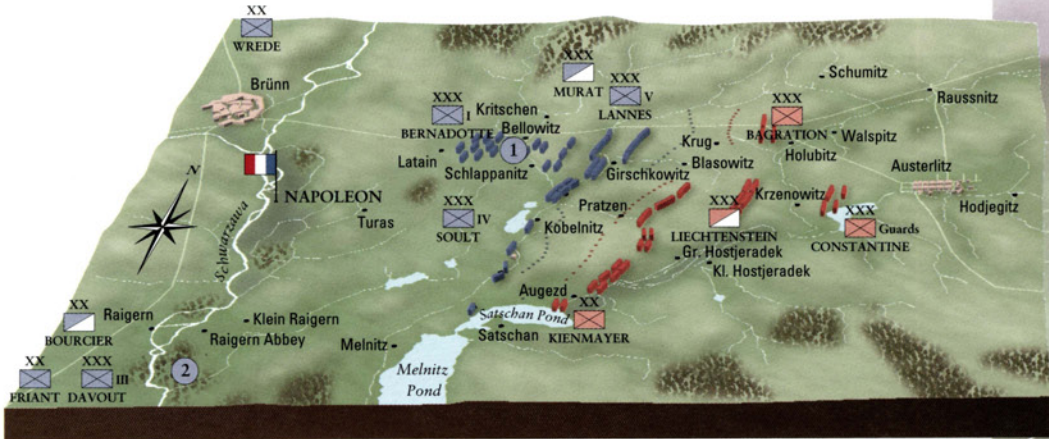 XX
WREDE
Brünn
XXX
MURAT
Schumitz
Raussnitz
XXX
I
BERNADOTTE
Kritschen
Bellowitz
XXX
V
LANNES
XXX
BAGRATION
Walspitz
Krug
Holubitz
Latain
1
Schlappanitz
Girschkowitz
Blasowitz
Austerlitz
N
NAPOLEON
Turas
XXX
IV
SOULT
Pratzen
Köbelnitz
Krzenowitz
XXX
LIECHTENSTEIN
XXX
Guards
CONSTANTINE
Hodjegitz
Schwarzawa
Gr. Hostjeradek
Kl. Hostjeradek
Augezd
XX
BOURCIER
Raigern
Klein Raigern
Raigern Abbey
Satschan Pond
XX
KIENMAYER
Satschan
Melnitz
Melnitz
Pond
XX
FRIANT
XXX
III
DAVOUT
2